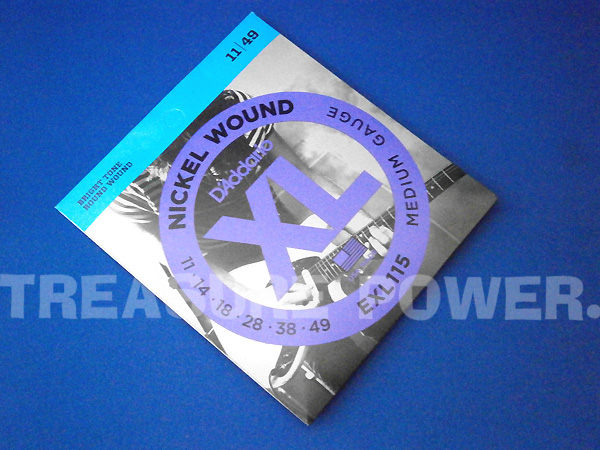 11 | 49
BRIGHT TONE
ROUND WOUND
NICKEL WOUND
D'Addario
XL
MEDIUM GAUGE
EXL115
11 · 14 · 18 · 28 · 38 · 49
TREASURE POWER.